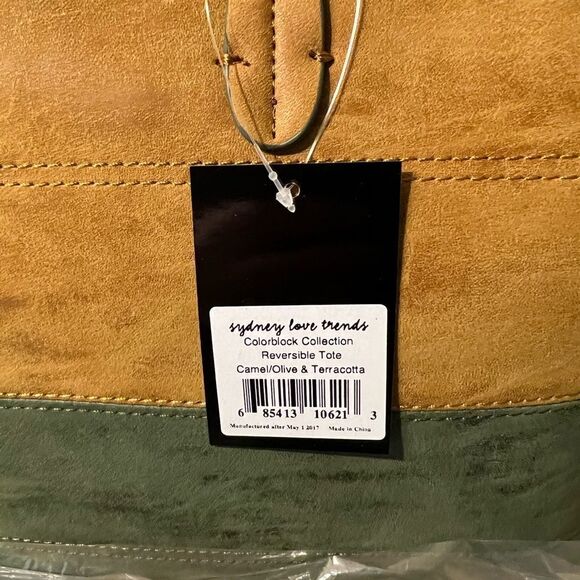 sydney love trends
Colorblock Collection
Reversible Tote
Camel/Olive & Terracotta
6 85413 10621 3
Manufactured after May 1 2017 Made in China